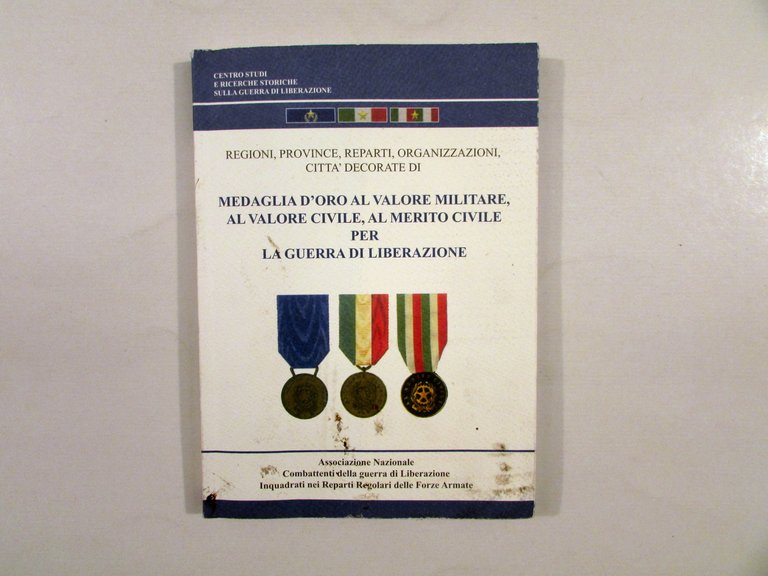 CENTRO STUDI
E RICERCHE STORICHE
SULLA GUERRA DI LIBERAZIONE
REGIONI, PROVINCE, REPARTI, ORGANIZZAZIONI,
CITTA' DECORATE DI
MEDAGLIA D'ORO AL VALORE MILITARE,
AL VALORE CIVILE, AL MERITO CIVILE
PER
LA GUERRA DI LIBERAZIONE
Associazione Nazionale
Combattenti della guerra di Liberazione
Inquadrati nei Reparti Regolari delle Forze Armate